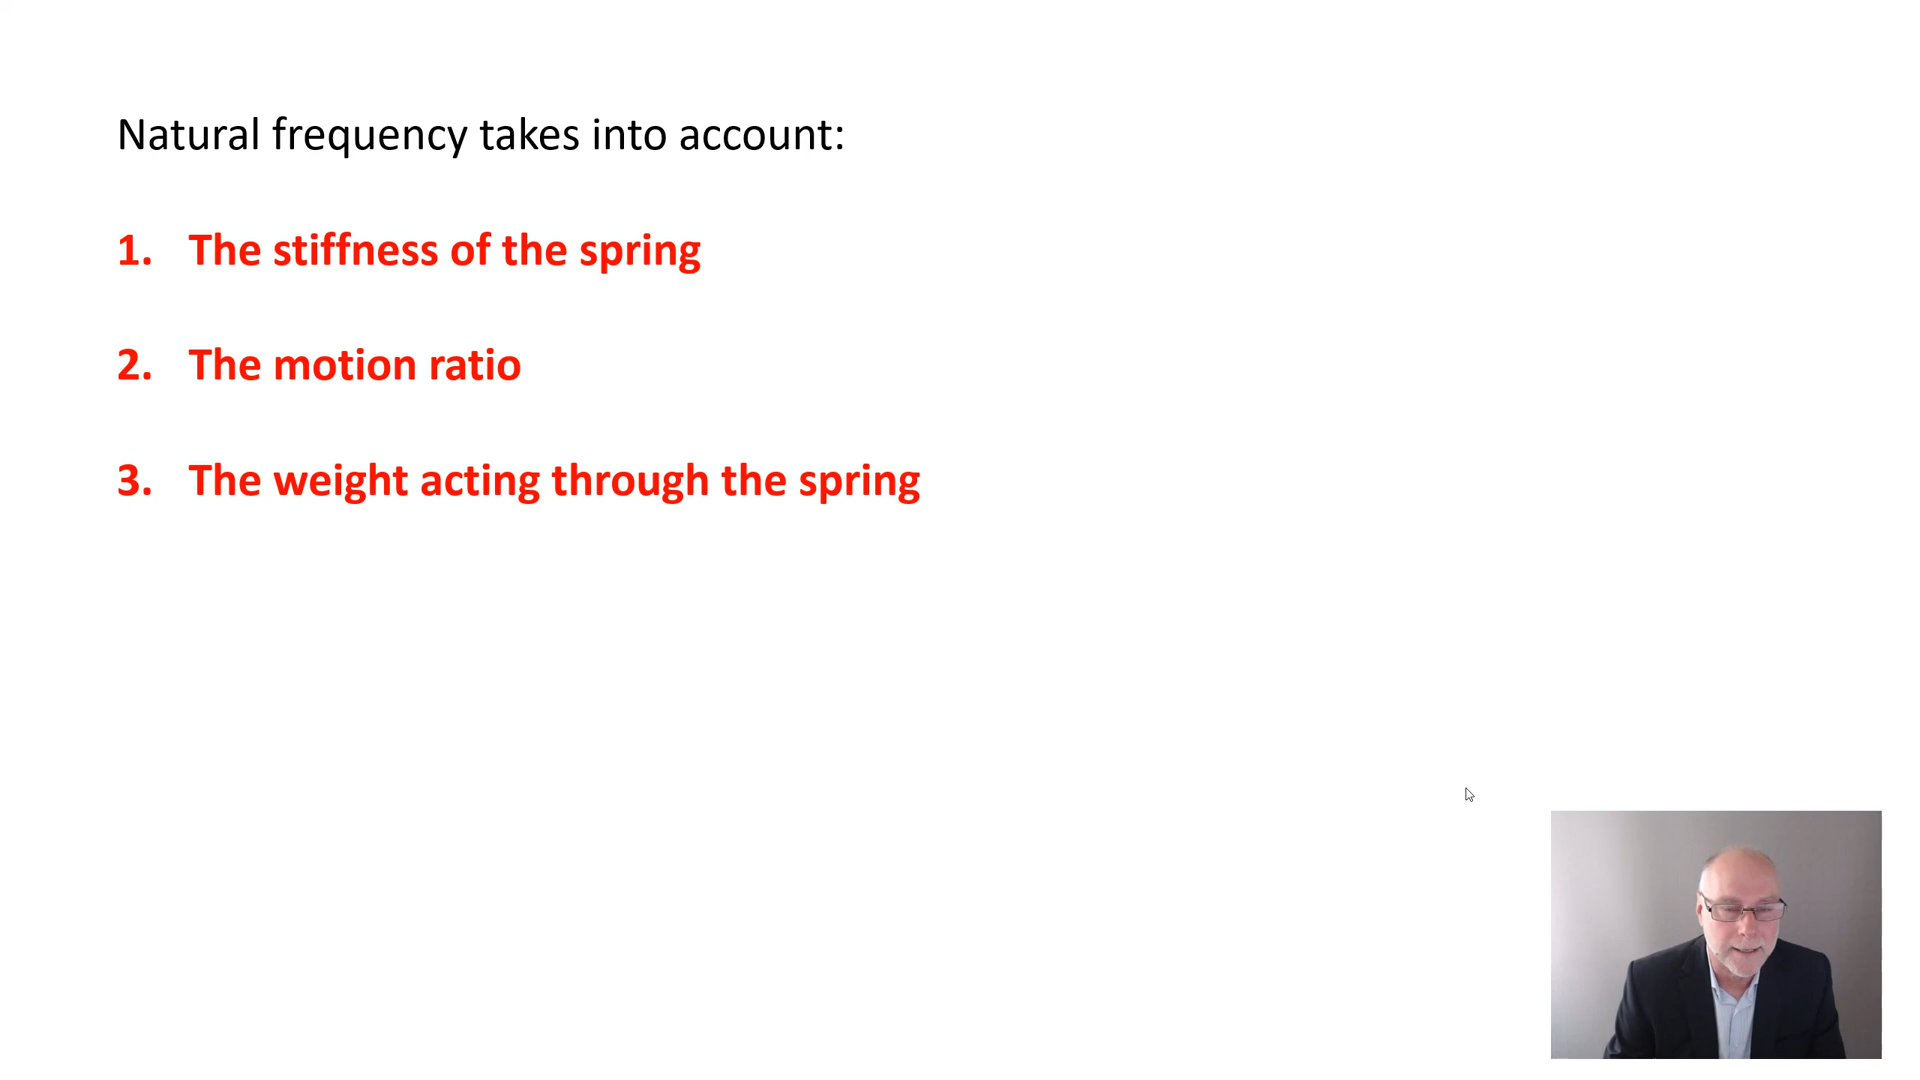 Natural frequency takes into account:
1. The stiffness of the spring
2. The motion ratio
3. The weight acting through the spring